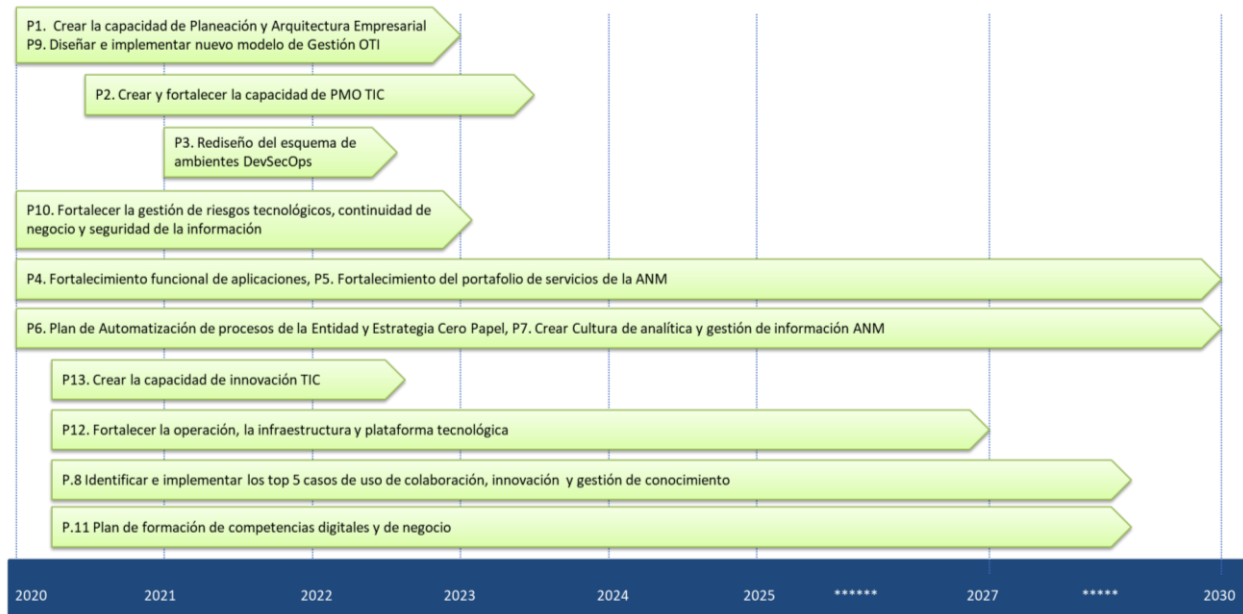 P1. Crear la capacidad de Planeación y Arquitectura Empresarial
P9. Diseñar e implementar nuevo modelo de Gestión OTI
P2. Crear y fortalecer la capacidad de PMO TIC
P3. Rediseño del esquema de
ambientes DevSecOps
P10. Fortalecer la gestión de riesgos tecnológicos, continuidad de
negocio y seguridad de la información
P4. Fortalecimiento funcional de aplicaciones, P5. Fortalecimiento del portafolio de servicios de la ANM
P6. Plan de Automatización de procesos de la Entidad y Estrategia Cero Papel, P7. Crear Cultura de analítica y gestión de información ANM
P13. Crear la capacidad de innovación TIC
P12. Fortalecer la operación, la infraestructura y plataforma tecnológica
P.8 Identificar e implementar los top 5 casos de uso de colaboración, innovación y gestión de conocimiento
P.11 Plan de formación de competencias digitales y de negocio
2020 2021 2022 2023 2024 2025 ****** 2027 ***** 2030